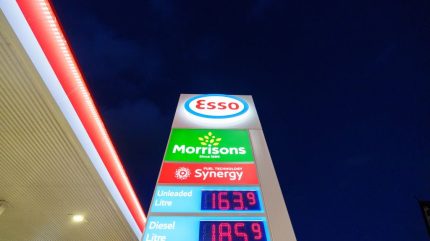 Esso
Morrisons
Since 1899
FUEL TECHNOLOGY
Synergy
Unleaded
Litre
163.9
Diesel
Litre
185.9